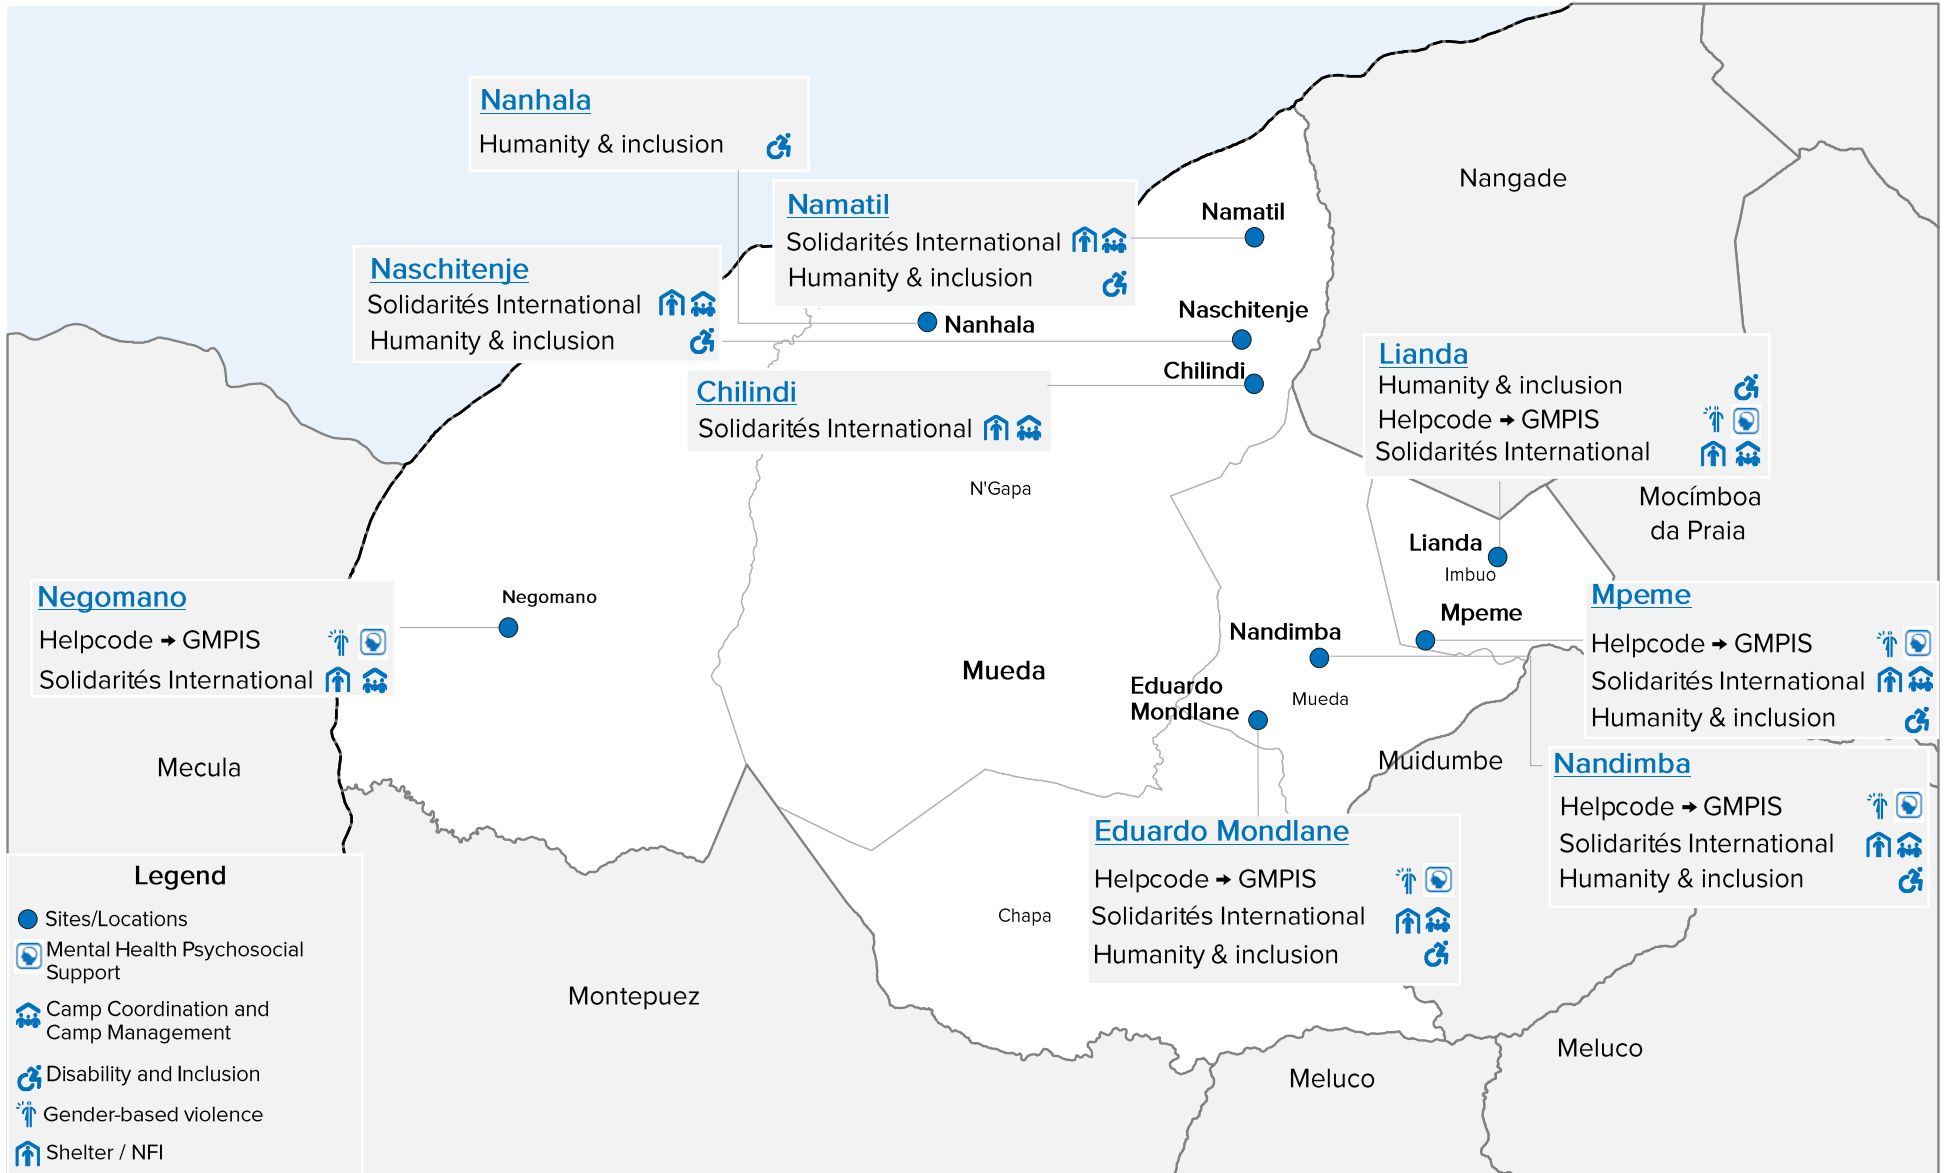 Nanhala
Humanity & inclusion
Namatil
Solidarités International
Humanity & inclusion
Naschitenje
Solidarités International
Humanity & inclusion
Chilindi
Solidarités International
Lianda
Humanity & inclusion
Helpcode → GMPIS
Solidarités International
Negomano
Helpcode → GMPIS
Solidarités International
Mpeme
Helpcode → GMPIS
Solidarités International
Humanity & inclusion
Nandimba
Helpcode → GMPIS
Solidarités International
Humanity & inclusion
Eduardo Mondlane
Helpcode → GMPIS
Solidarités International
Humanity & inclusion
Nangade
Namatil
Naschitenje
Nanhala
Chilindi
N'Gapa
Mocímboa
da Praia
Lianda
Imbuo
Negomano
Mpeme
Nandimba
Mueda
Eduardo
Mondlane
Mueda
Muidumbe
Mecula
Chapa
Montepuez
Meluco
Meluco
Legend
Sites/Locations
Mental Health Psychosocial
Support
Camp Coordination and
Camp Management
Disability and Inclusion
Gender-based violence
Shelter / NFI